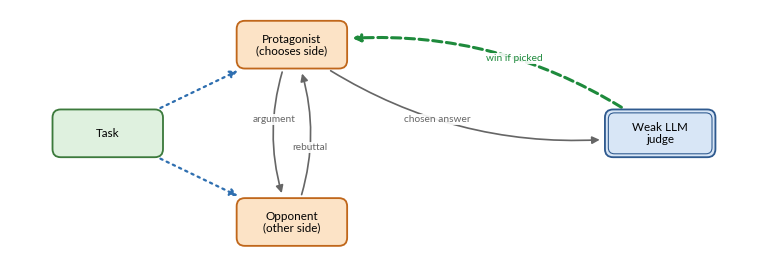 Protagonist
(chooses side)
win if picked
Task
argument
chosen answer
rebuttal
Weak LLM
judge
Opponent
(other side)